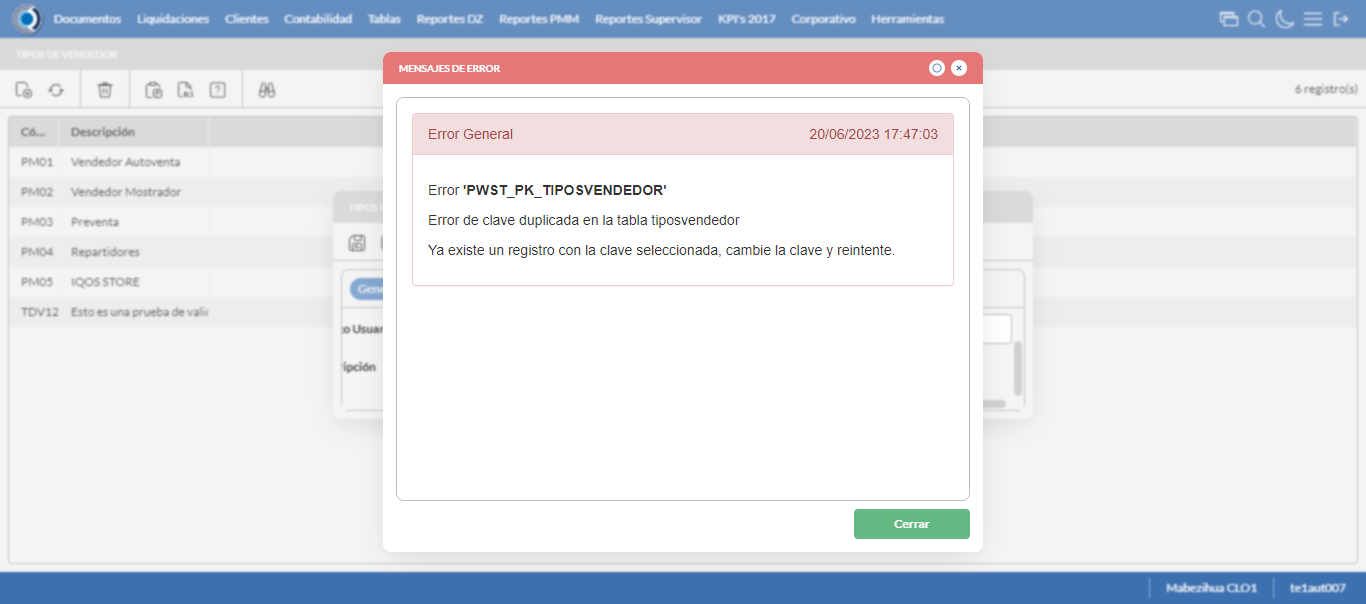 Documentos Liquidaciones Clientes Contabilidad Tablas Reportes DZ Reportes PMM Reportes Supervisor KPI's 2017 Corporativo Herramientas
TIPOS DE VENDEDOR
6 registro(s)
MENSAJES DE ERROR
Error General 20/06/2023 17:47:03
Error 'PWST_PK_TIPOSVENDEDOR'
Error de clave duplicada en la tabla tiposvendedor
Ya existe un registro con la clave seleccionada, cambie la clave y reintente.
Cerrar
Có... Descripción
PM01 Vendedor Autoventa
PM02 Vendedor Mostrador
PM03 Preventa
PM04 Repartidores
PM05 IQOS STORE
TDV12 Esto es una prueba de valic
TIPOS
Gene
o Usuar
ripción
Mabezihua CLO1 te1aut007